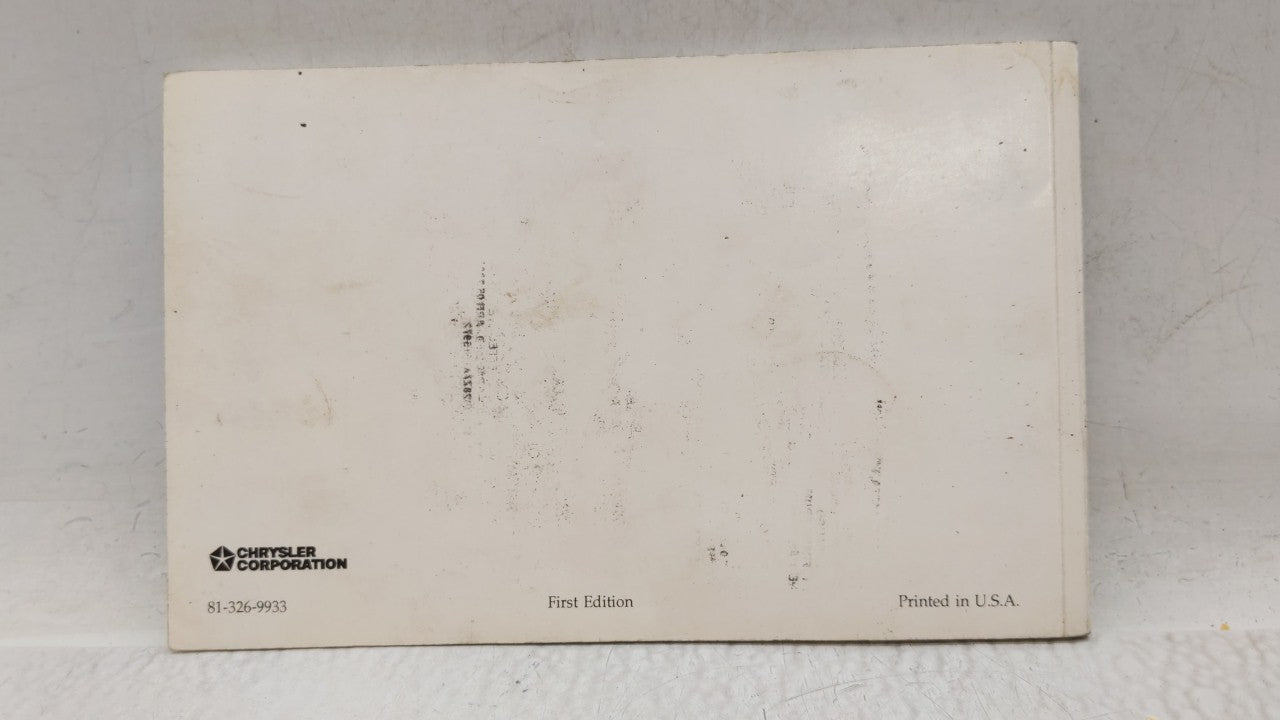 CHRYSLER
CORPORATION
81-326-9933
First Edition
Printed in U.S.A.